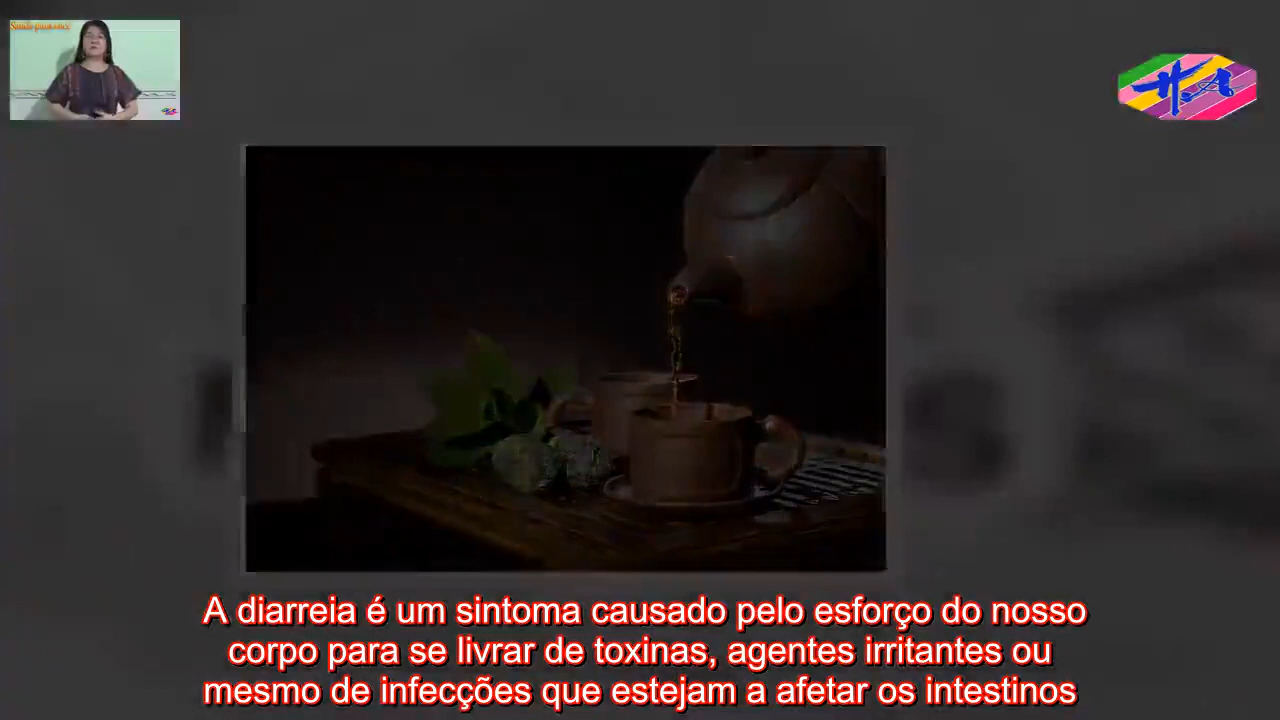 H.A
A diarreia é um sintoma causado pelo esforço do nosso
corpo para se livrar de toxinas, agentes irritantes ou
mesmo de infecções que estejam a afetar os intestinos